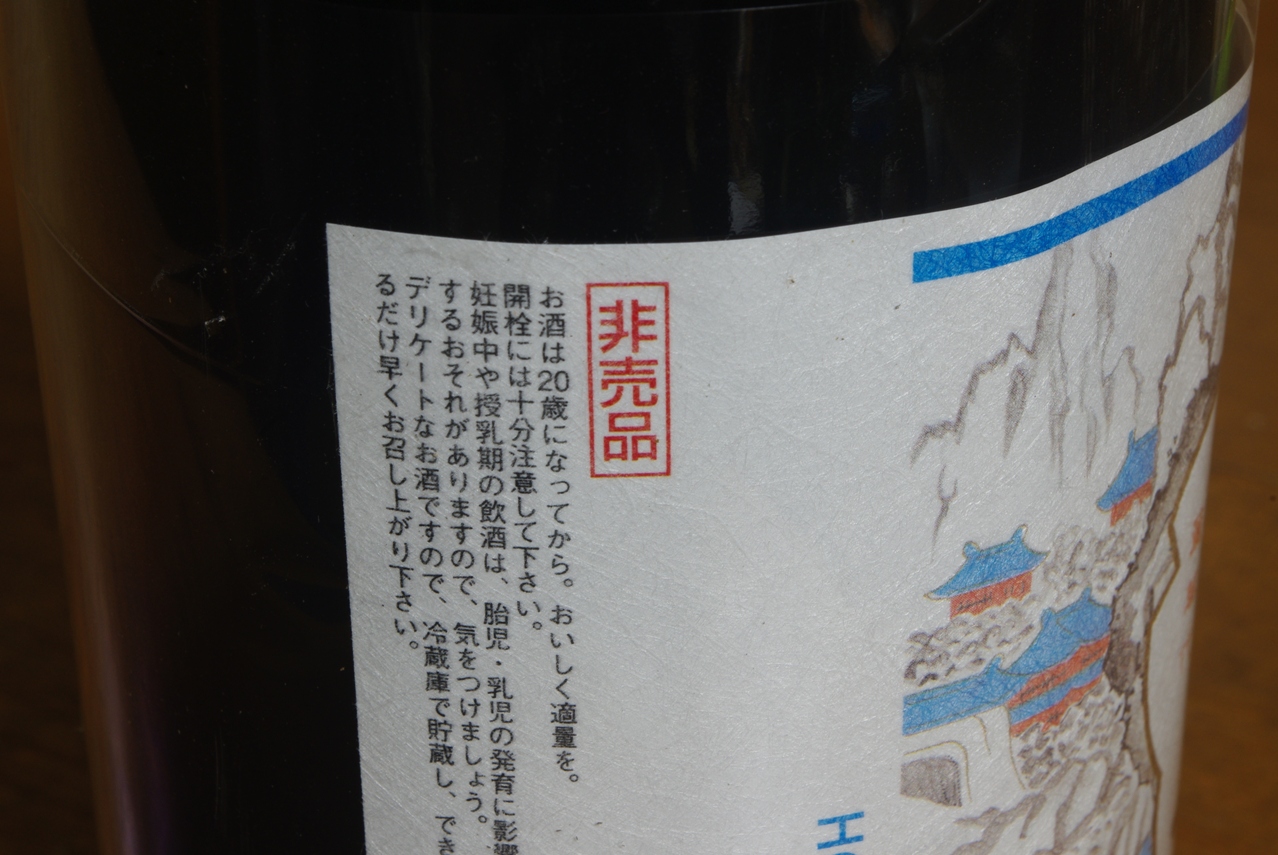 非売品
お酒は20歳になってから。おいしく適量を。
開栓には十分注意して下さい。
妊娠中や授乳期の飲酒は、胎児・乳児の発育に影響
するおそれがありますので、気をつけましょう。
デリケートなお酒ですので、冷蔵庫で貯蔵し、でき
るだけ早くお召し上がり下さい。